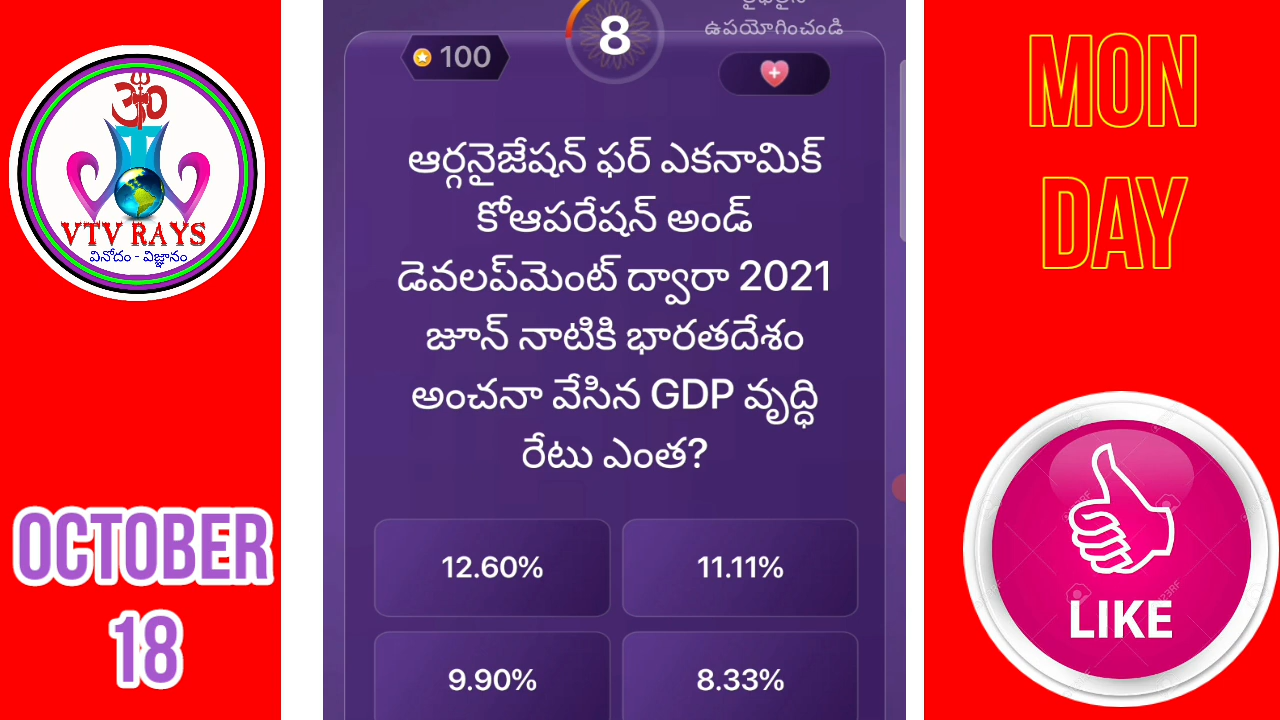 VTV RAYS
వినోదం - విజ్ఞానం
OCTOBER
18
8
ఉపయోగించండి
100
ఆర్గనైజేషన్ ఫర్ ఎకనామిక్
కోఆపరేషన్ అండ్
డెవలప్‌మెంట్ ద్వారా 2021
జూన్ నాటికి భారతదేశం
అంచనా వేసిన GDP వృద్ధి
రేటు ఎంత?
12.60%
11.11%
9.90%
8.33%
MON
DAY
LIKE